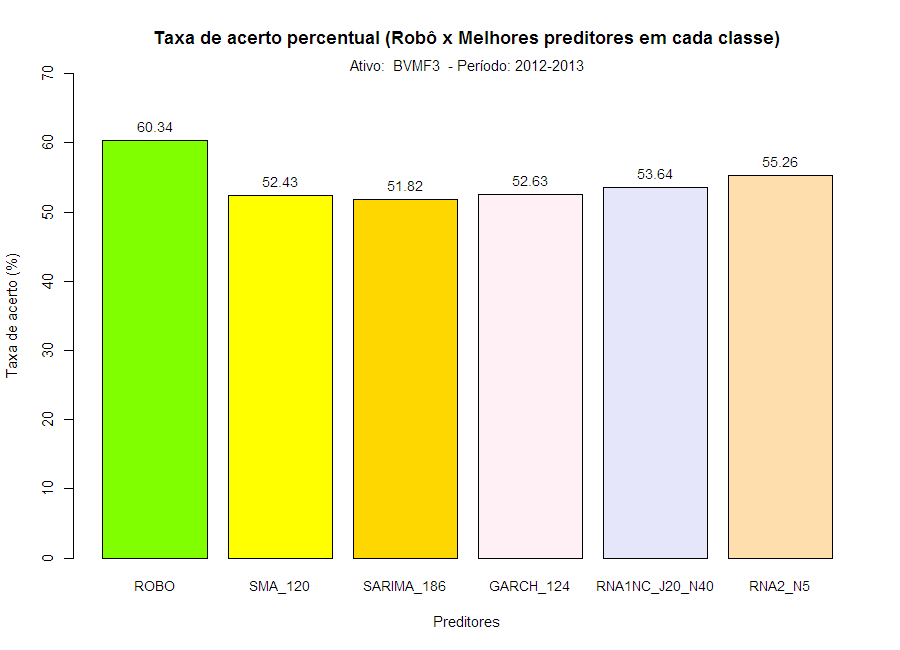 Taxa de acerto percentual (Robô x Melhores preditores em cada classe)
Ativo:  BVMF3  - Período: 2012-2013
Taxa de acerto (%)
70
60
50
40
30
20
10
0
60.34
52.43
51.82
52.63
53.64
55.26
ROBO
SMA_120
SARIMA_186
GARCH_124
RNA1NC_J20_N40
RNA2_N5
Preditores